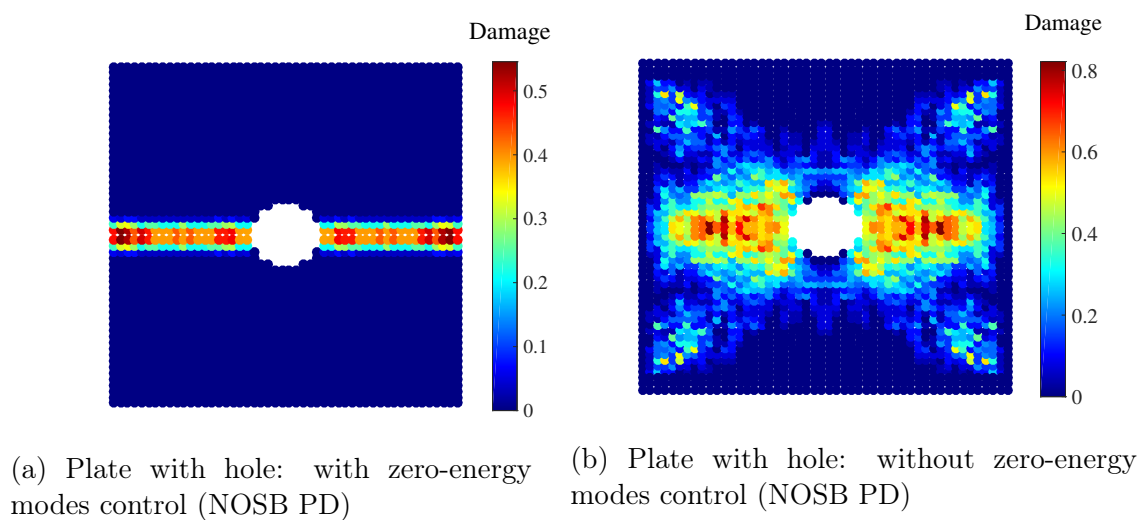 Damage
0.5
0.4
0.3
0.2
0.1
0
(a) Plate with hole: with zero-energy
modes control (NOSB PD)
Damage
0.8
0.6
0.4
0.2
0
(b) Plate with hole: without zero-energy
modes control (NOSB PD)